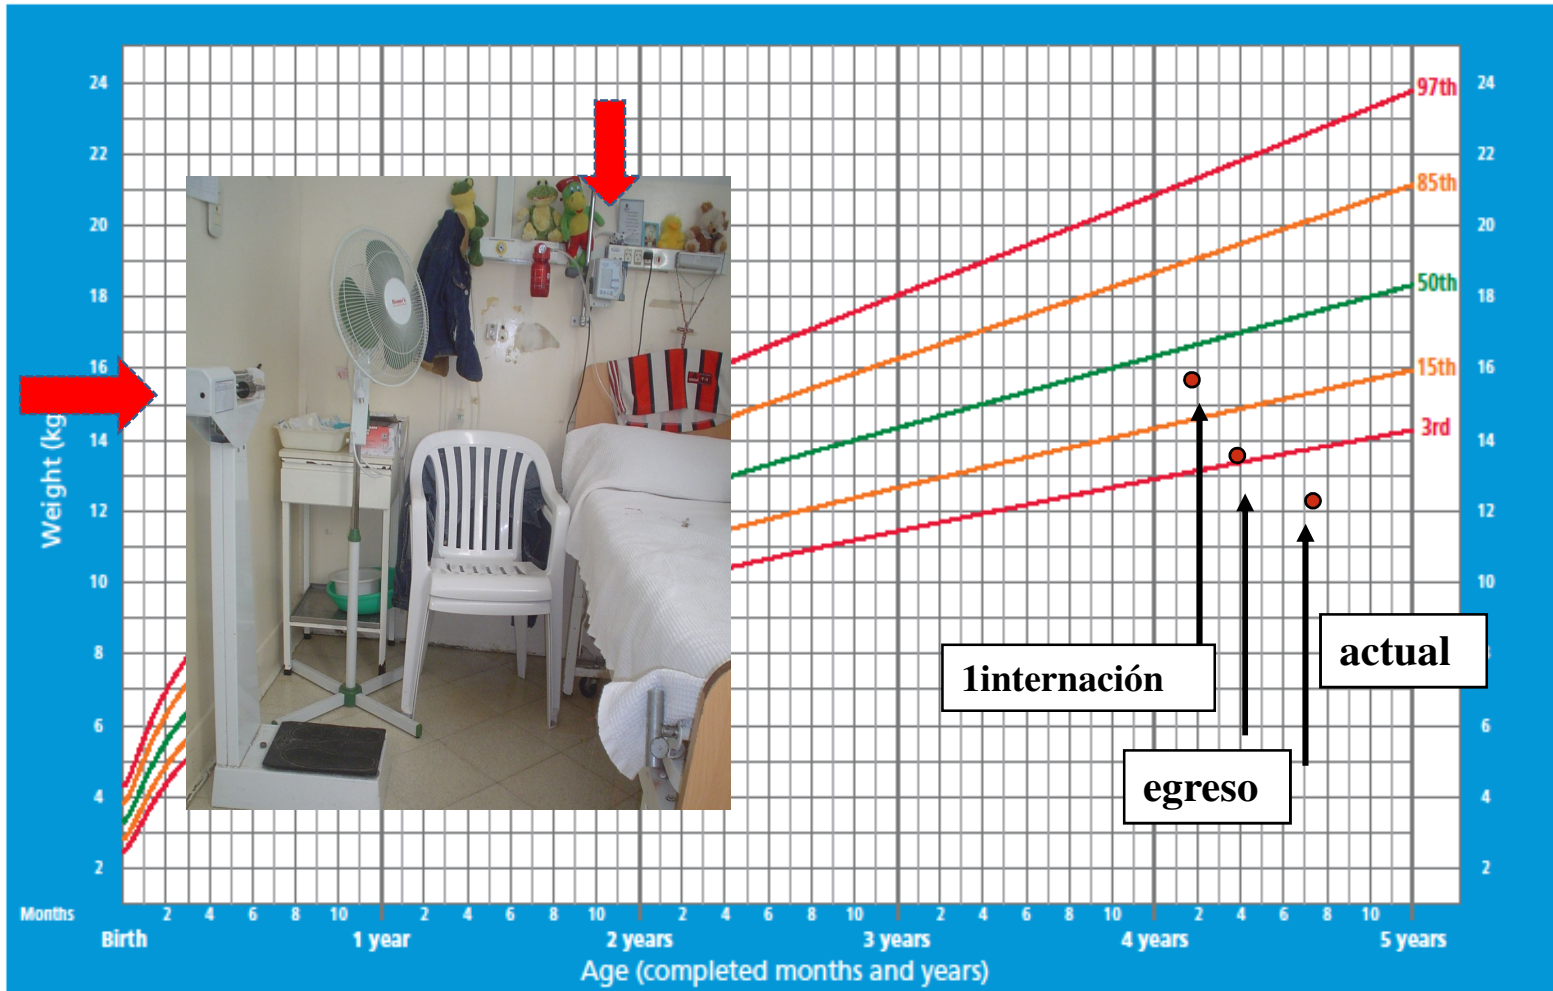 24
22
20
18
16
14
12
10
8
6
4
2
Weight (kg
97th
85th
50th
15th
3rd
24
22
20
18
16
14
12
10
6
4
2
1internación
egreso
actual
Months 2 4 6 8 10 2 4 6 8 10 2 4 6 8 10 2 4 6 8 10 2 4 6 8 10
Birth 1 year 2 years 3 years 4 years 5 years
Age (completed months and years)